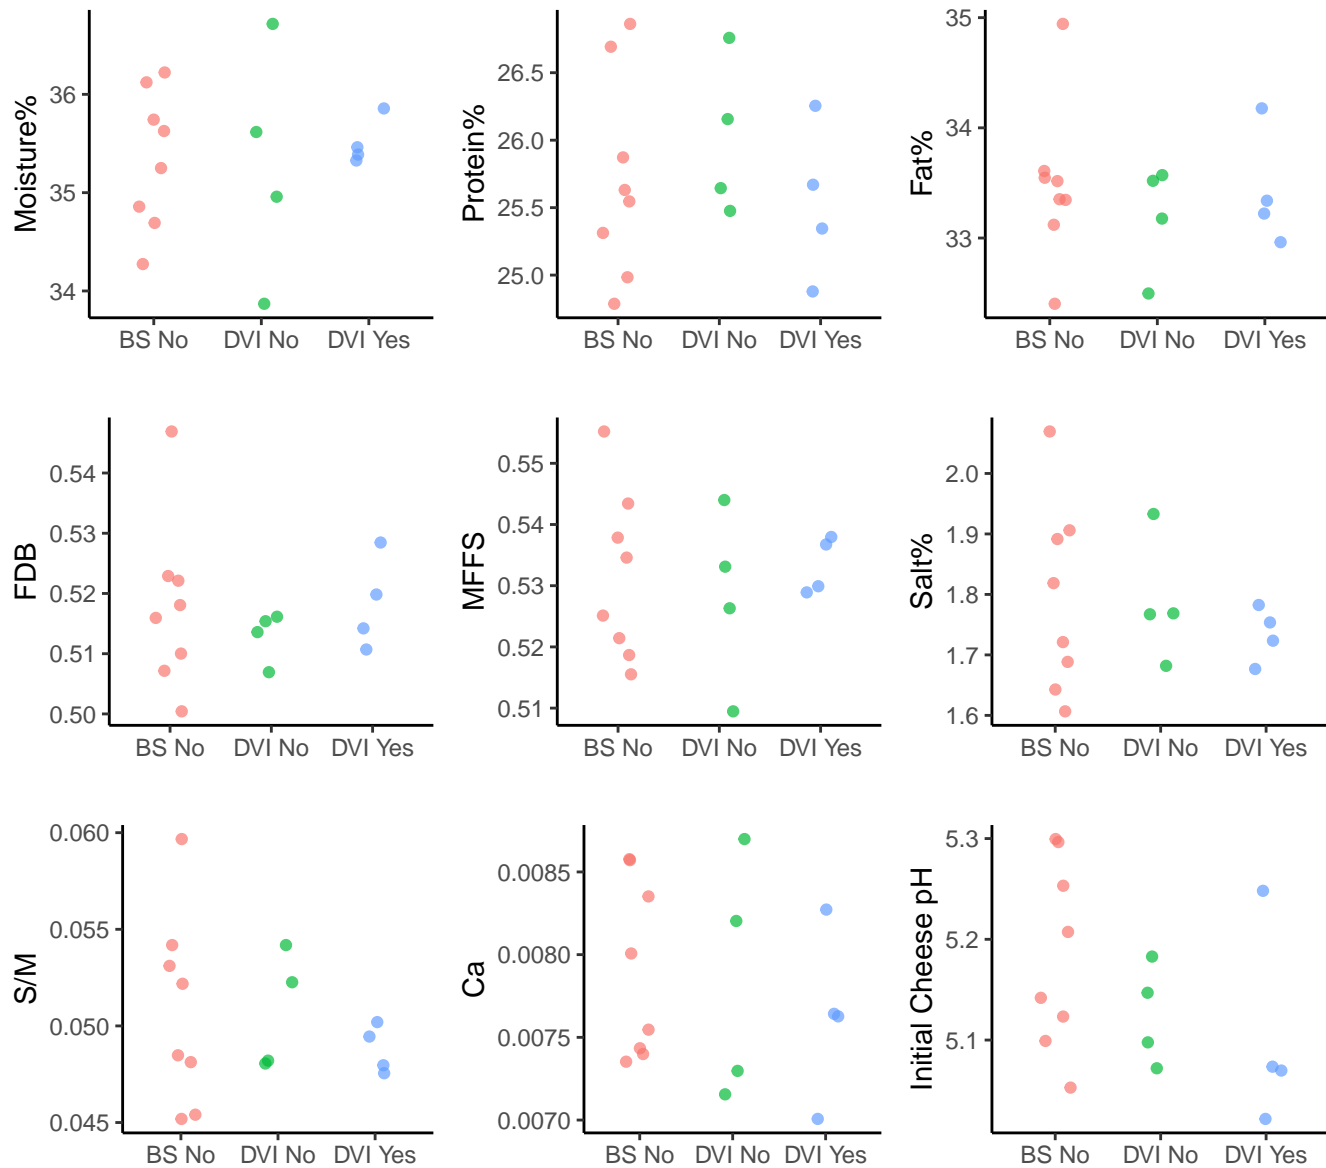 Moisture%
36
35
34
BS No DVI No DVI Yes
Protein%
26.5
26.0
25.5
25.0
BS No DVI No DVI Yes
Fat%
35
34
33
BS No DVI No DVI Yes
FDB
0.54
0.53
0.52
0.51
0.50
BS No DVI No DVI Yes
MFFS
0.55
0.54
0.53
0.52
0.51
BS No DVI No DVI Yes
Salt%
2.0
1.9
1.8
1.7
1.6
BS No DVI No DVI Yes
S/M
0.060
0.055
0.050
0.045
BS No DVI No DVI Yes
Ca
0.0085
0.0080
0.0075
0.0070
BS No DVI No DVI Yes
Initial Cheese pH
5.3
5.2
5.1
BS No DVI No DVI Yes